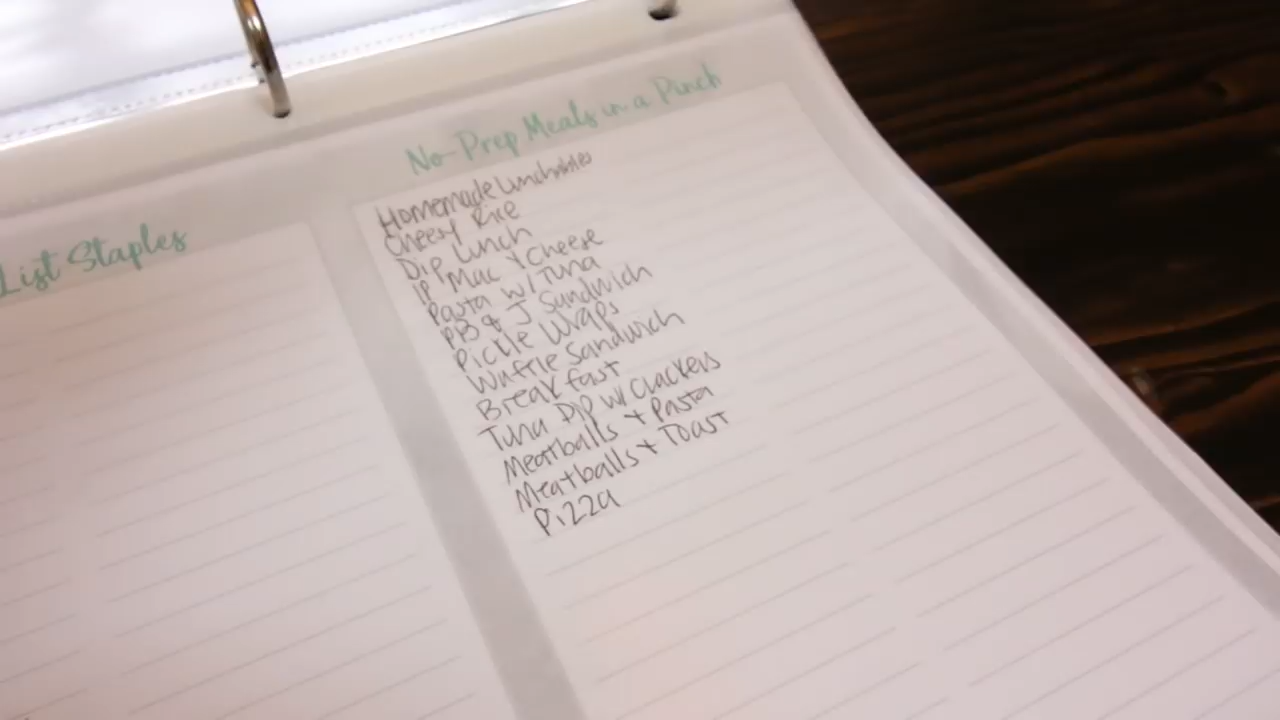 List Staples
No-Prep Meals in a Pinch
Homemade Lunchables
Cheesy Rice
Dip Lunch
IP Mac + Cheese
Pasta w/ Tuna
PB & J Sandwich
Pickle Wraps
Waffle Sandwich
Breakfast
Tuna Dip w/ Crackers
Meatballs + Pasta
Meatballs + Toast
Pizza